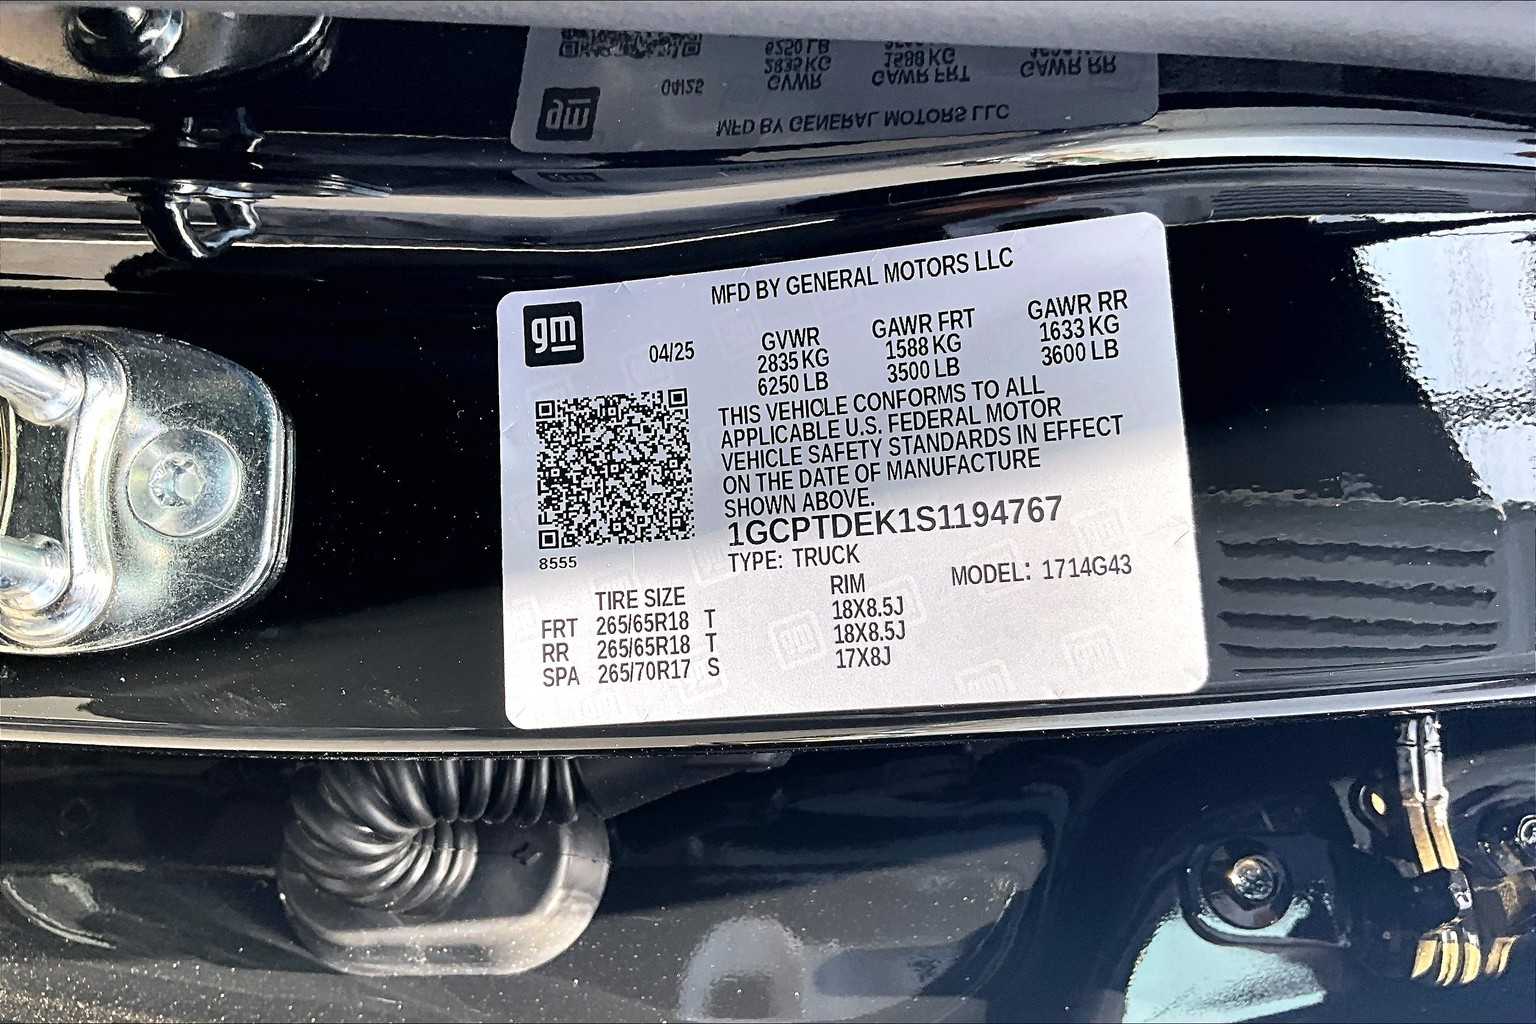 MFD BY GENERAL MOTORS LLC
gm
04/25
GVWR
2835 KG
6250 LB
GAWR FRT
1588 KG
3500 LB
GAWR RR
1633 KG
3600 LB
THIS VEHICLE CONFORMS TO ALL
APPLICABLE U.S. FEDERAL MOTOR
VEHICLE SAFETY STANDARDS IN EFFECT
ON THE DATE OF MANUFACTURE
SHOWN ABOVE.
1GCPTDEK1S1194767
8555
TYPE: TRUCK
MODEL: 1714G43
TIRE SIZE RIM
FRT 265/65R18 T 18X8.5J
RR 265/65R18 T 18X8.5J
SPA 265/70R17 S 17X8J